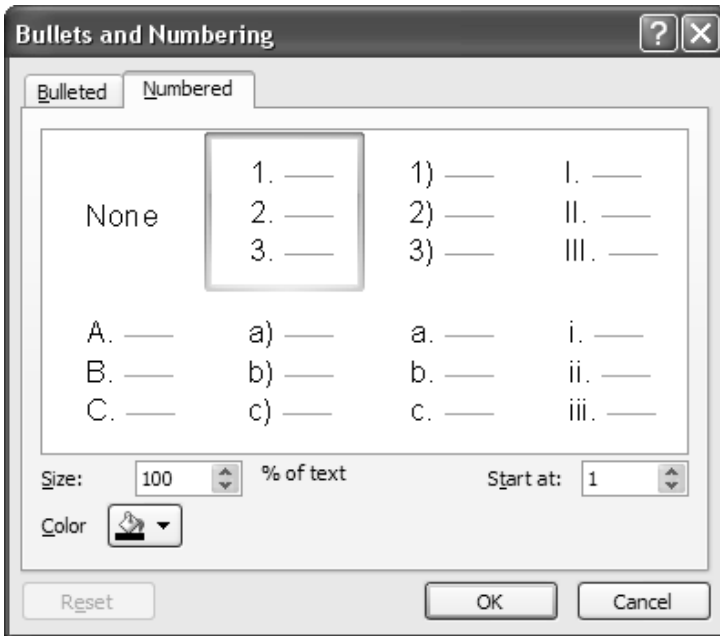 Bullets and Numbering
Bulleted Numbered
None
1.
2.
3.
1)
2)
3)
I.
II.
III.
A.
B.
C.
a)
b)
c)
a.
b.
c.
i.
ii.
iii.
Size: 100 % of text Start at: 1
Color
Reset OK Cancel